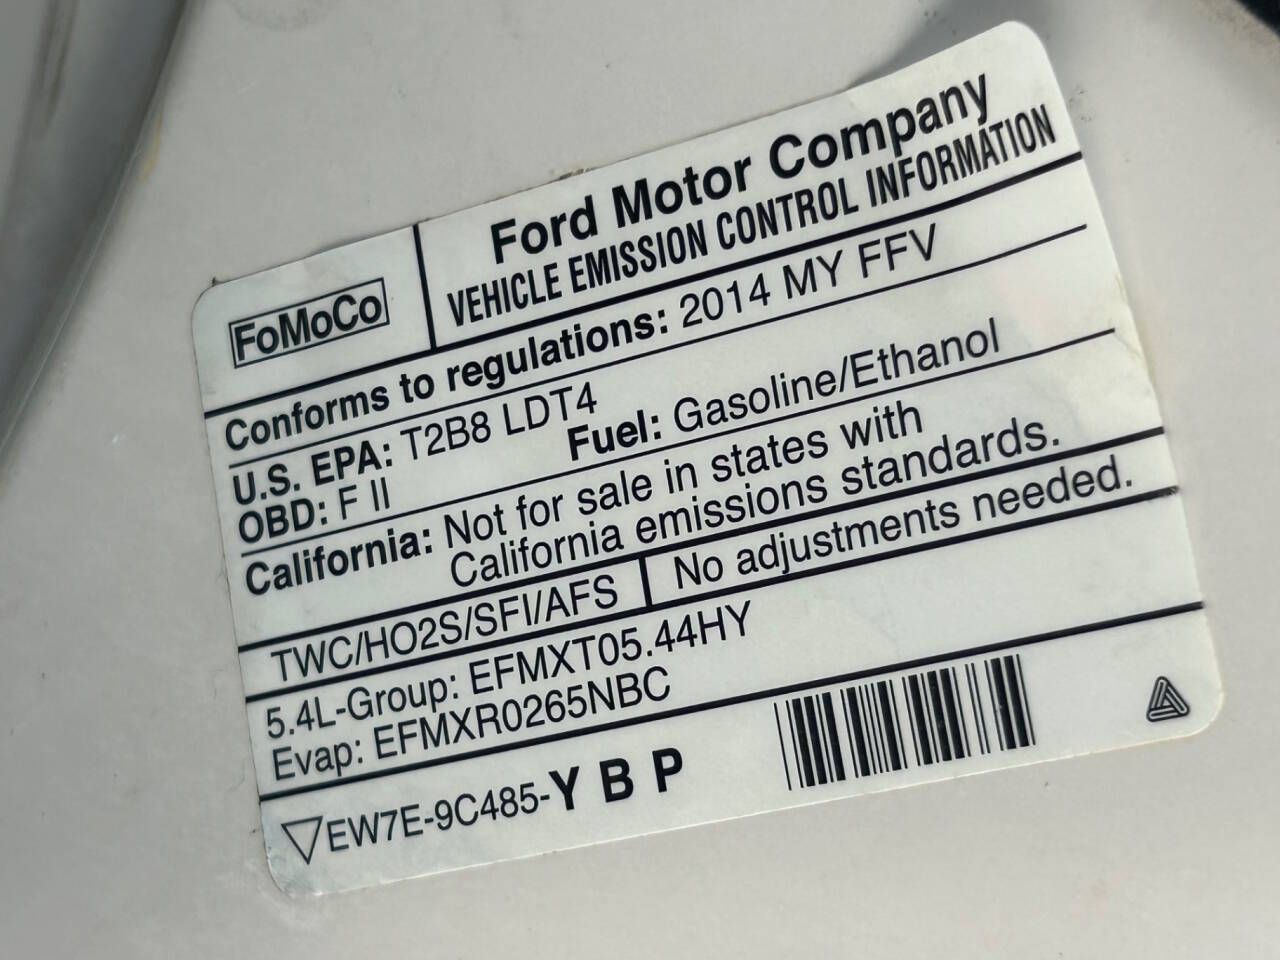 FoMoCo
Ford Motor Company
VEHICLE EMISSION CONTROL INFORMATION
Conforms to regulations: 2014 MY FFV
U.S. EPA: T2B8 LDT4
OBD: F II Fuel: Gasoline/Ethanol
California: Not for sale in states with
California emissions standards.
TWC/HO2S/SFI/AFS No adjustments needed.
5.4L-Group: EFMXT05.44HY
Evap: EFMXR0265NBC
▽EW7E-9C485-Y B P